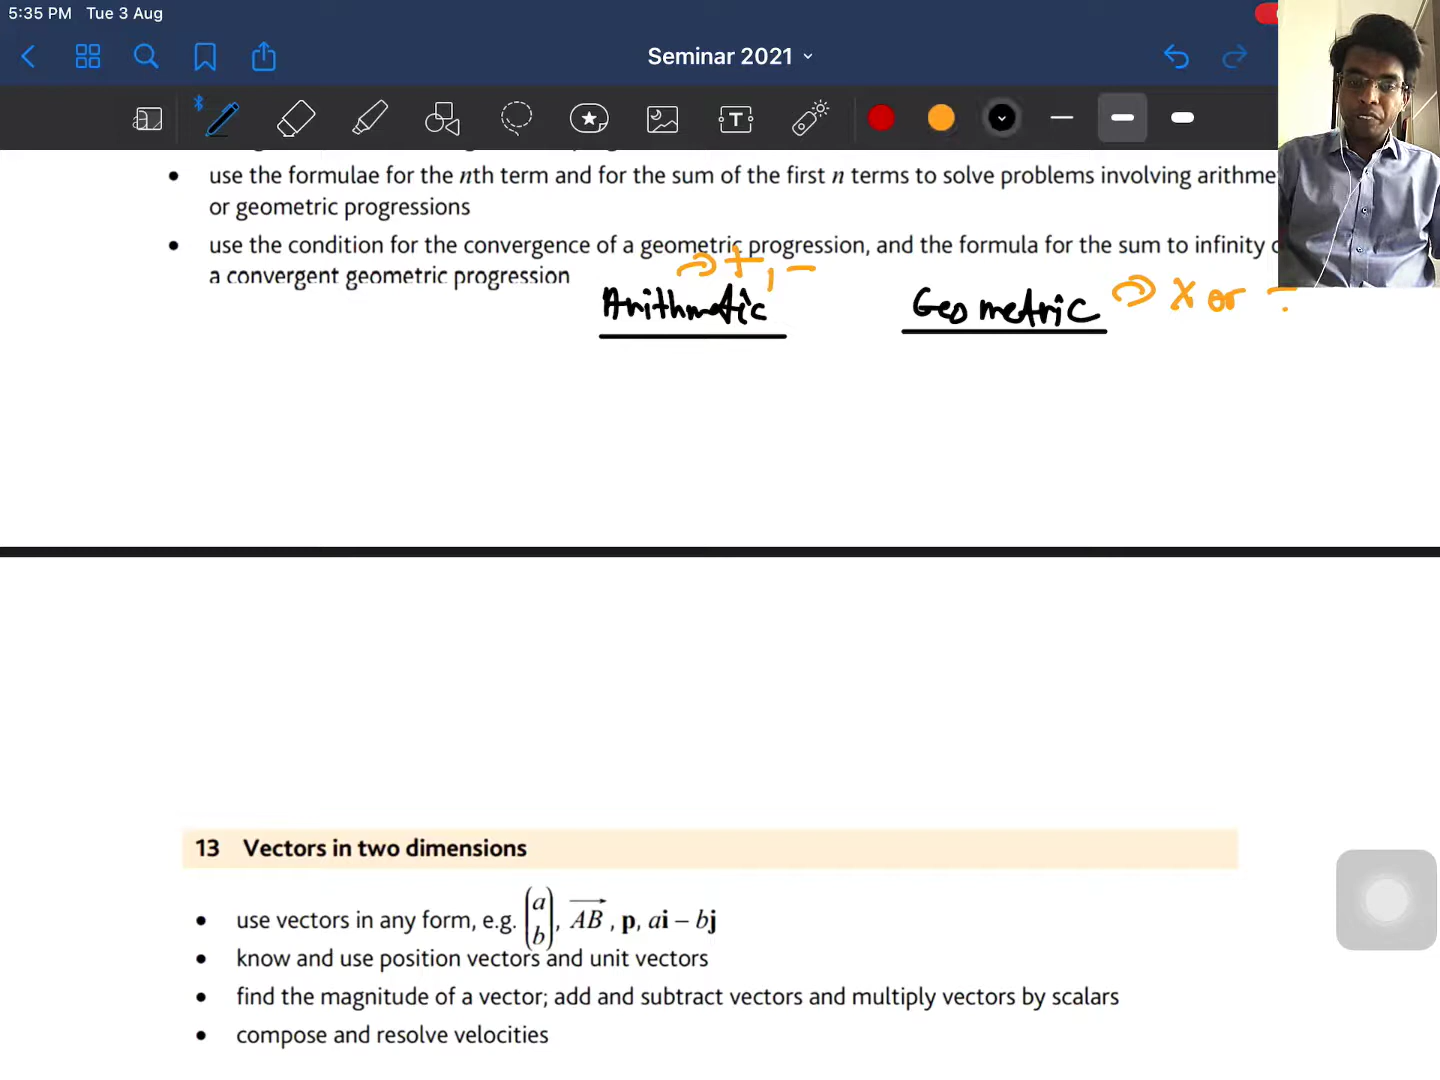 5:35 PM Tue 3 Aug
Seminar 2021
• use the formulae for the nth term and for the sum of the first n terms to solve problems involving arithme
or geometric progressions
• use the condition for the convergence of a geometric progression, and the formula for the sum to infinity o
a convergent geometric progression
→ +, −
Arithmetic
Geometric → x or ÷
13 Vectors in two dimensions
• use vectors in any form, e.g. (a b), AB, p, ai – bj
• know and use position vectors and unit vectors
• find the magnitude of a vector; add and subtract vectors and multiply vectors by scalars
• compose and resolve velocities